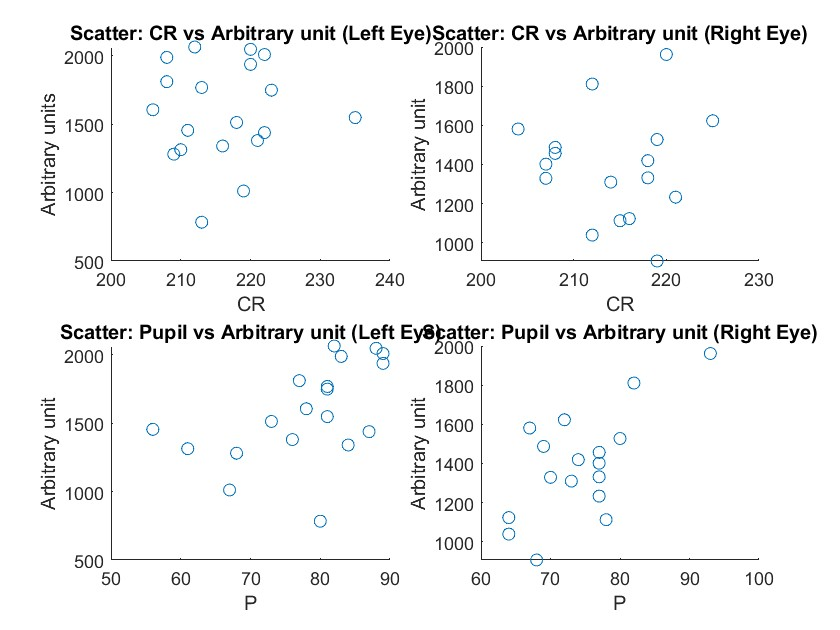 Scatter: CR vs Arbitrary unit (Left Eye)
Arbitrary units
2000
1500
1000
500
200 210 220 230 240
CR
Scatter: CR vs Arbitrary unit (Right Eye)
Arbitrary unit
2000
1800
1600
1400
1200
1000
200 210 220 230
CR
Scatter: Pupil vs Arbitrary unit (Left Eye)
Arbitrary unit
2000
1500
1000
500
50 60 70 80 90
P
Scatter: Pupil vs Arbitrary unit (Right Eye)
Arbitrary unit
2000
1800
1600
1400
1200
1000
60 70 80 90 100
P